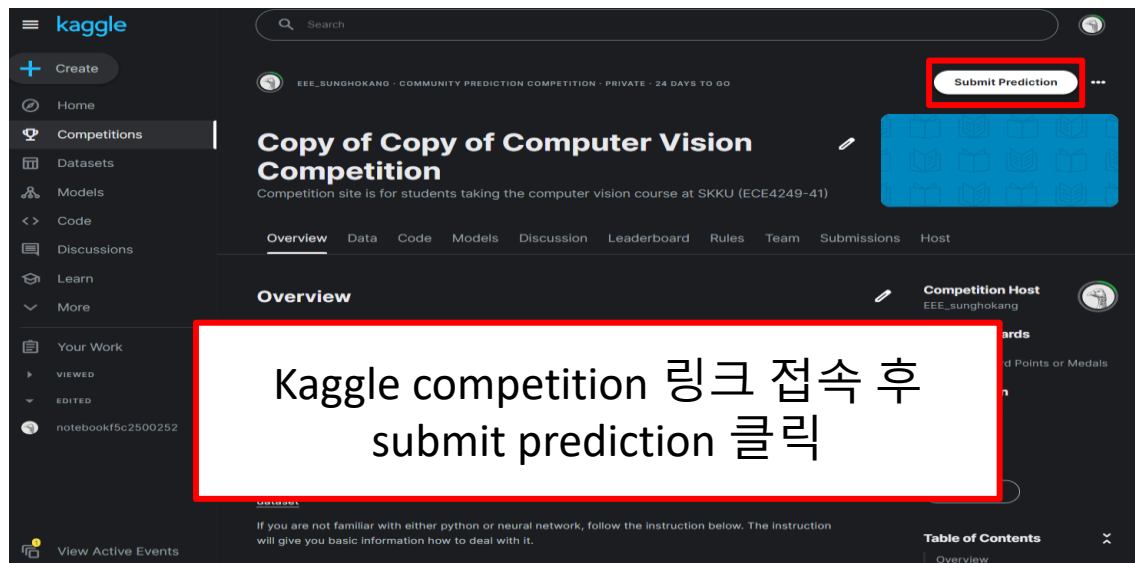 kaggle
Search
Create
EEE_SUNGHOKANG · COMMUNITY PREDICTION COMPETITION · PRIVATE · 24 DAYS TO GO
Submit Prediction
Home
Competitions
Copy of Copy of Computer Vision
Competition
Datasets
Models
Competition site is for students taking the computer vision course at SKKU (ECE4249-41)
Code
Discussions
Overview Data Code Models Discussion Leaderboard Rules Team Submissions Host
Learn
More
Overview
Competition Host
EEE_sunghokang
Your Work
VIEWED
EDITED
notebookf5c2500252
Kaggle competition 링크 접속 후
submit prediction 클릭
Points or Medals
dataset
If you are not familiar with either python or neural network, follow the instruction below. The instruction
will give you basic information how to deal with it.
Table of Contents
Overview
View Active Events